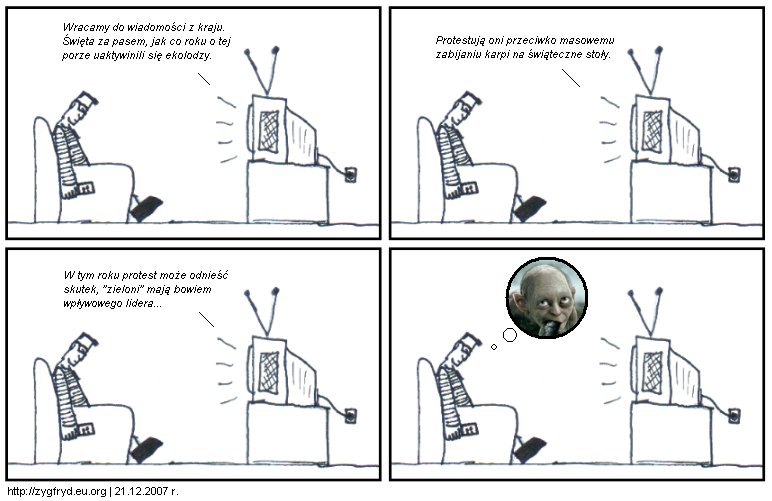 Wracamy do wiadomości z kraju.
Święta za pasem, jak co roku o tej
porze uaktywinili się ekolodzy.
Protestują oni przeciwko masowemu
zabijaniu karpi na świąteczne stoły.
W tym roku protest może odnieść
skutek, "zieloni" mają bowiem
wpływowego lidera...
http://zygfryd.eu.org | 21.12.2007 r.